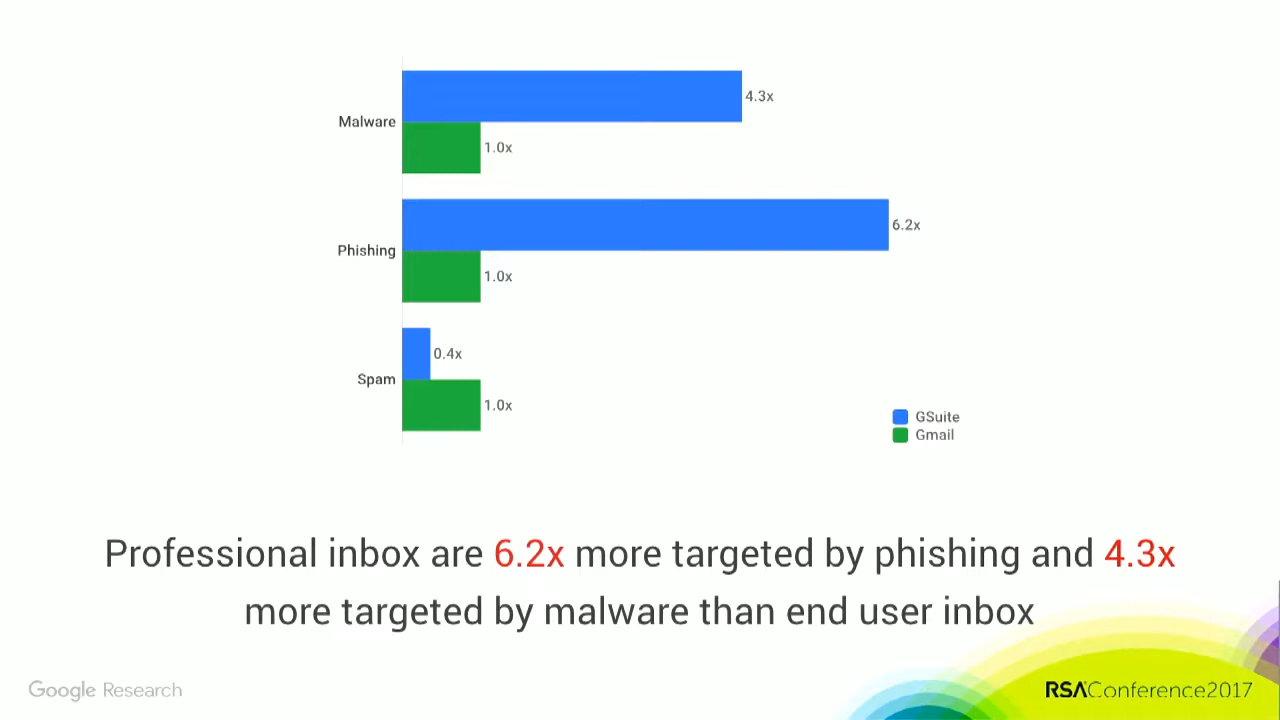 4.3x
Malware
1.0x
6.2x
Phishing
1.0x
0.4x
Spam
1.0x
GSuite
Gmail
Professional inbox are 6.2x more targeted by phishing and 4.3x
more targeted by malware than end user inbox
Google Research
RSAConference2017